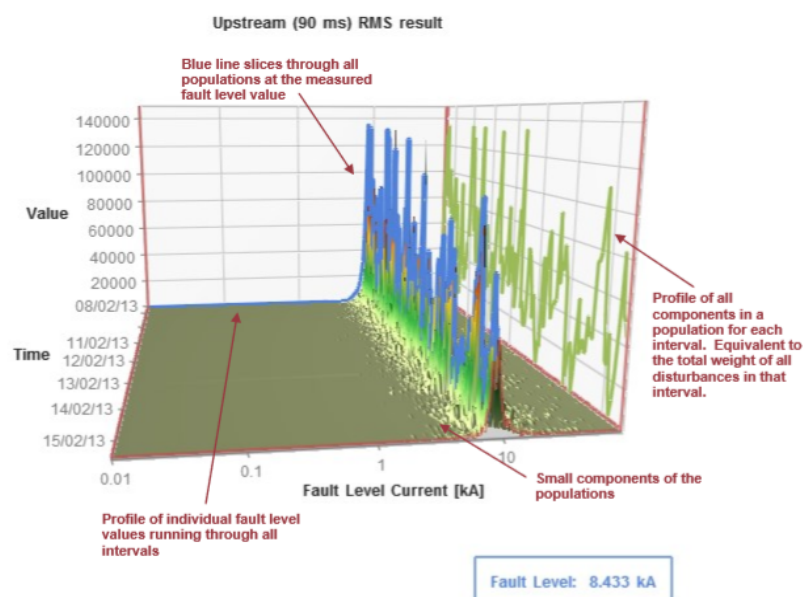 Upstream (90 ms) RMS result
Blue line slices through all
populations at the measured
fault level value
140000
120000
100000
80000
60000
40000
20000
Value
08/02/13
11/02/13
12/02/13
13/02/13
14/02/13
15/02/13
Time
0.01
0.1
1
10
Fault Level Current [kA]
Profile of all
components in a
population for each
interval. Equivalent to
the total weight of all
disturbances in that
interval.
Small components of the
populations
Profile of individual fault level
values running through all
intervals
Fault Level: 8.433 kA